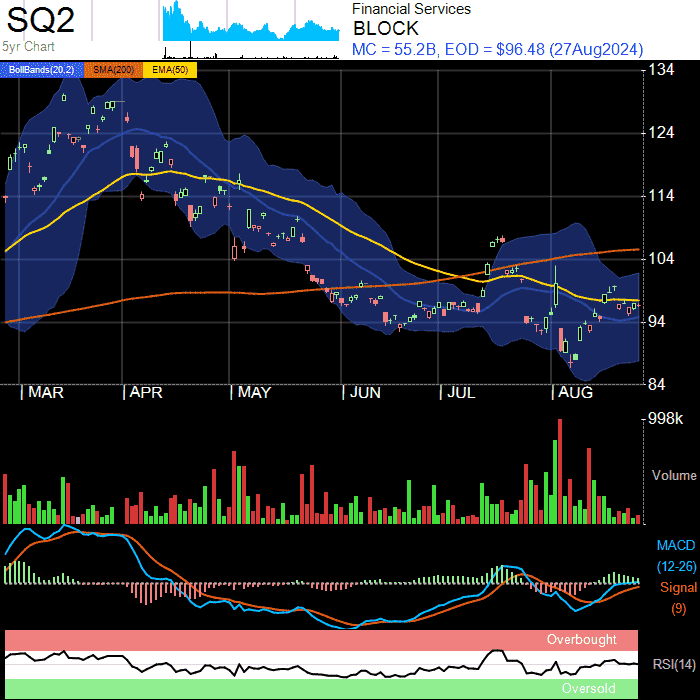 SQ2
5yr Chart
Financial Services
BLOCK
MC = 55.2B, EOD = $96.48 (27Aug2024)
BollBands(20,2) SMA(200) EMA(50)
134
124
114
104
94
84
MAR APR MAY JUN JUL AUG
998k
Volume
MACD
(12-26)
Signal
(9)
Overbought
RSI(14)
Oversold